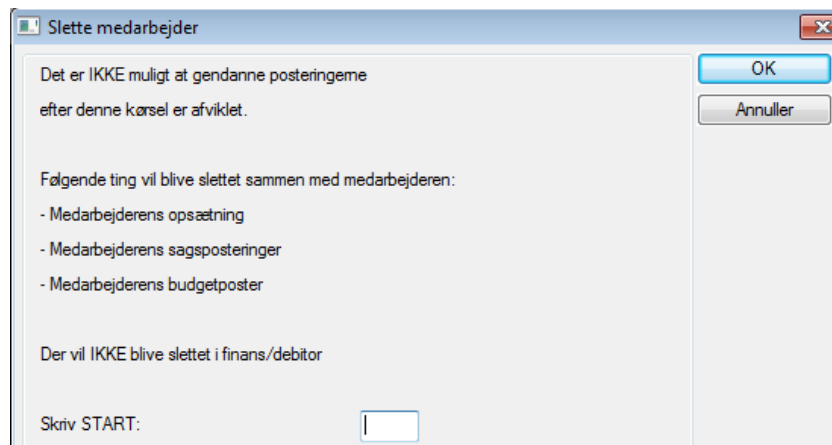 Slette medarbejder
Det er IKKE muligt at gendanne posteringerne
efter denne kørsel er afviklet.
Følgende ting vil blive slettet sammen med medarbejderen:
- Medarbejderens opsætning
- Medarbejderens sagsposteringer
- Medarbejderens budgetposter
Der vil IKKE blive slettet i finans/debitor
Skriv START:
OK
Annuller